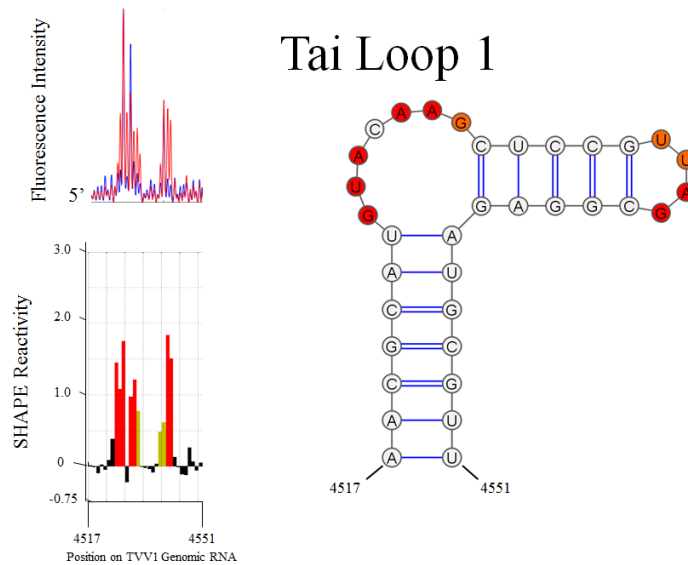 Tai Loop 1
Fluorescence Intensity
5’
SHAPE Reactivity
3.0
2.0
1.0
0
-0.75
4517 4551
Position on TVV1 Genomic RNA
C A A G
A C U C C G U
U U
G G A G G C G A
U A
A U
C G
G C
C G
A U
A U
4517 4551